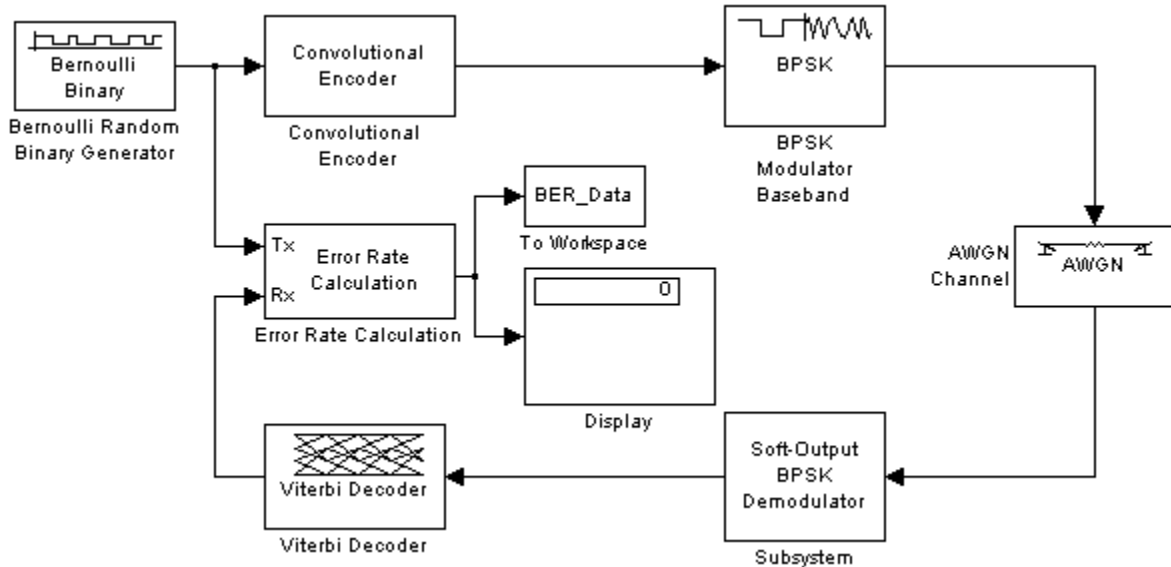 Bernoulli
Binary
Bernoulli Random
Binary Generator
Convolutional
Encoder
Convolutional
Encoder
BPSK
BPSK
Modulator
Baseband
BER_Data
To Workspace
Tx
Rx
Error Rate
Calculation
Error Rate Calculation
0
Display
AWGN
Channel
AWGN
Viterbi Decoder
Viterbi Decoder
Soft-Output
BPSK
Demodulator
Subsystem